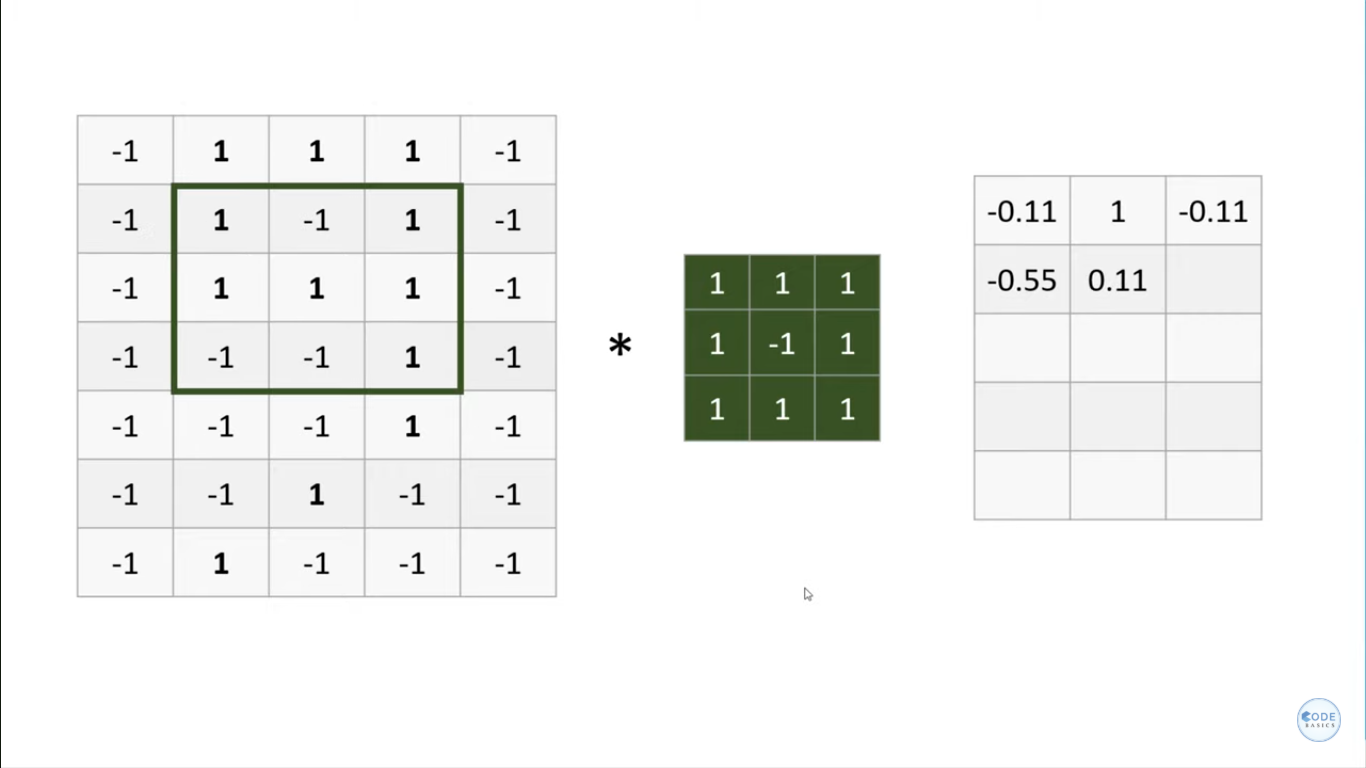 -1 1 1 1 -1
-1 1 -1 1 -1
-1 1 1 1 -1
-1 -1 -1 1 -1
-1 -1 -1 1 -1
-1 -1 1 -1 -1
-1 1 -1 -1 -1
*
1 1 1
1 -1 1
1 1 1
-0.11 1 -0.11
-0.55 0.11
CODE
BASICS